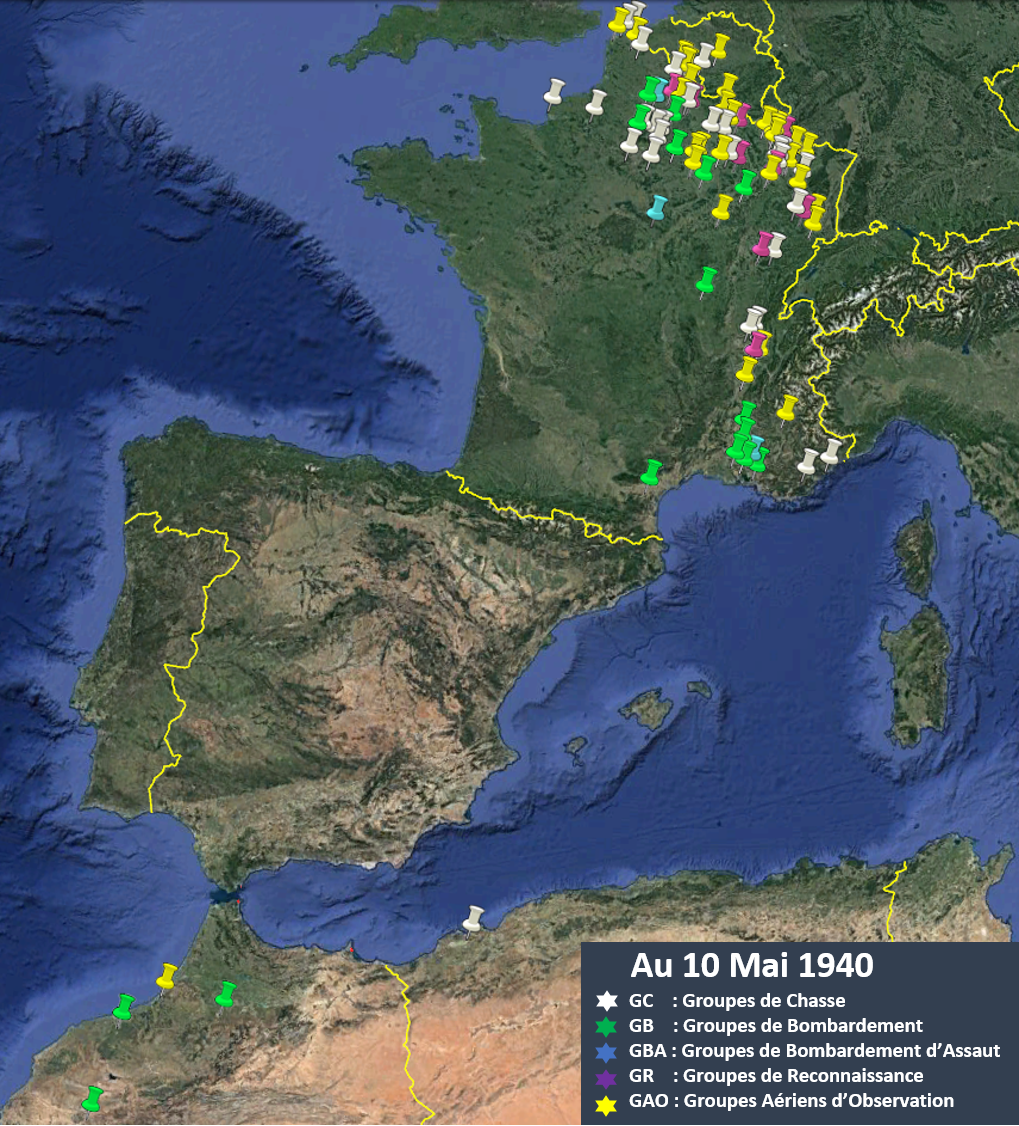 Au 10 Mai 1940
GC : Groupes de Chasse
GB : Groupes de Bombardement
GBA : Groupes de Bombardement d'Assaut
GR : Groupes de Reconnaissance
GAO : Groupes Aériens d'Observation